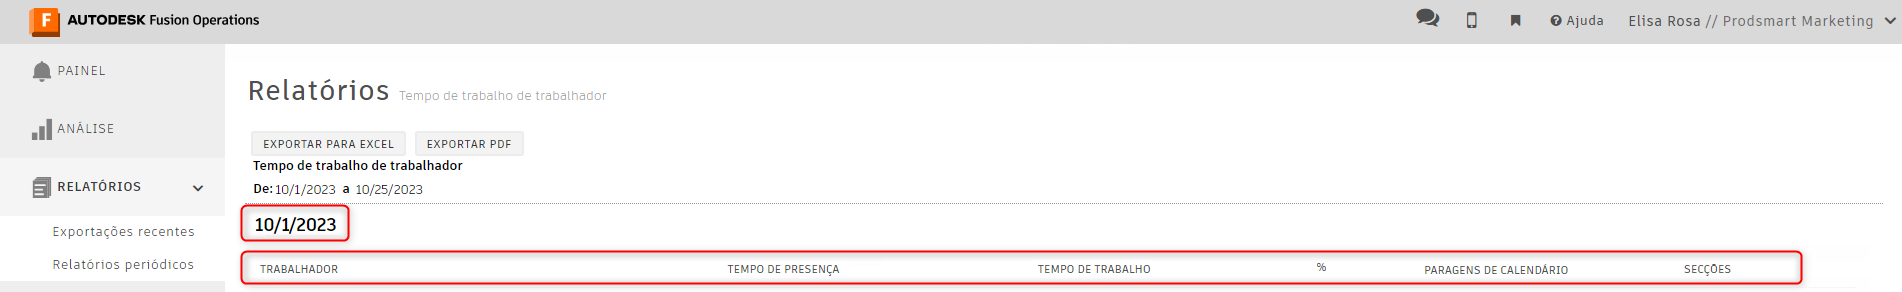 F AUTODESK Fusion Operations
Ajuda Elisa Rosa // Prodsmart Marketing
PAINEL
ANÁLISE
RELATÓRIOS
Exportações recentes
Relatórios periódicos
Relatórios Tempo de trabalho de trabalhador
EXPORTAR PARA EXCEL EXPORTAR PDF
Tempo de trabalho de trabalhador
De: 10/1/2023 a 10/25/2023
10/1/2023
TRABALHADOR TEMPO DE PRESENÇA TEMPO DE TRABALHO % PARAGENS DE CALENDÁRIO SECÇÕES